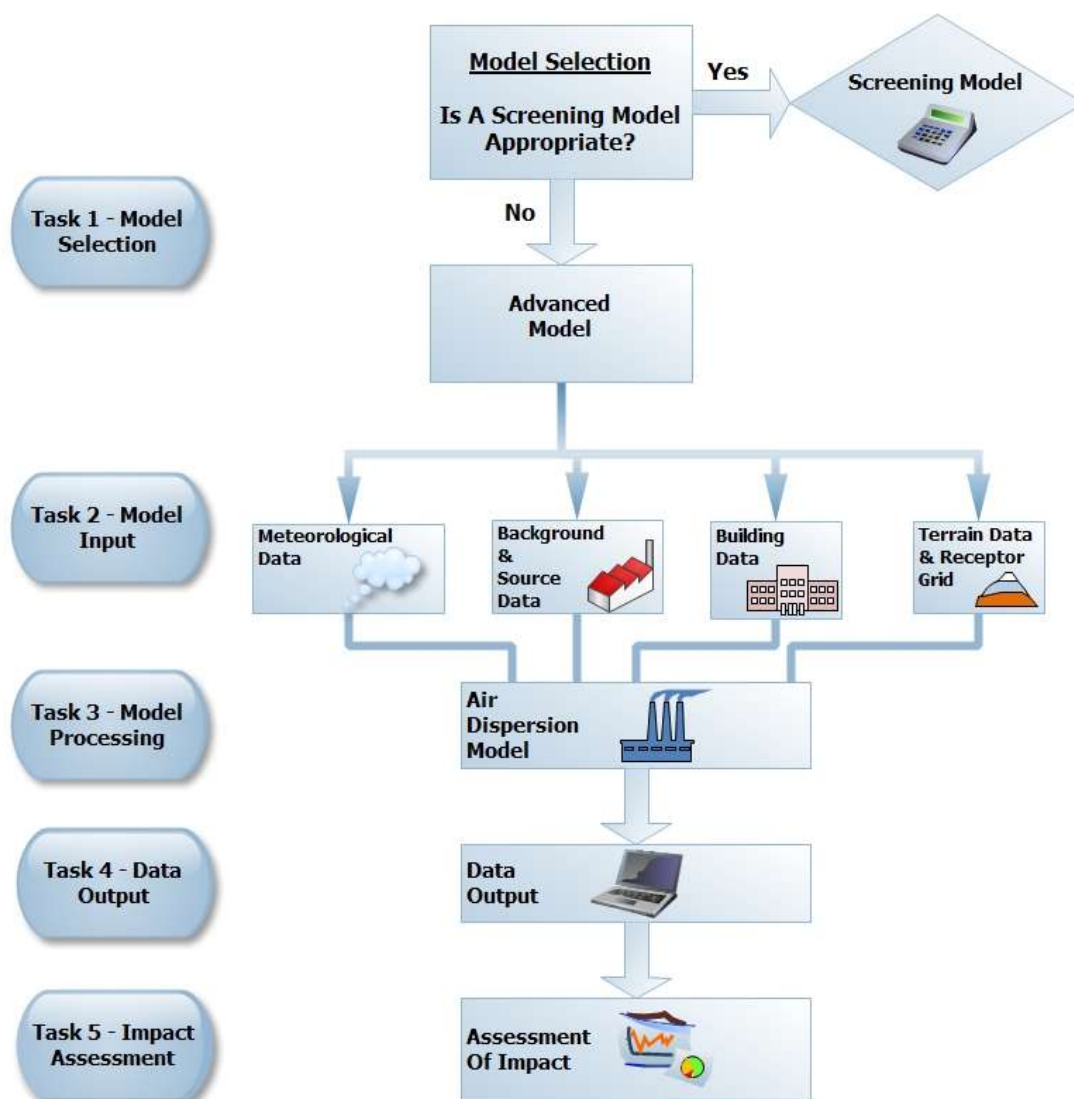 Model Selection
Is A Screening Model
Appropriate?
Yes
Screening Model
No
Task 1 - Model
Selection
Advanced
Model
Task 2 - Model
Input
Meteorological
Data
Background
&
Source
Data
Building
Data
Terrain Data
& Receptor
Grid
Task 3 - Model
Processing
Air
Dispersion
Model
Task 4 - Data
Output
Data
Output
Task 5 - Impact
Assessment
Assessment
Of Impact